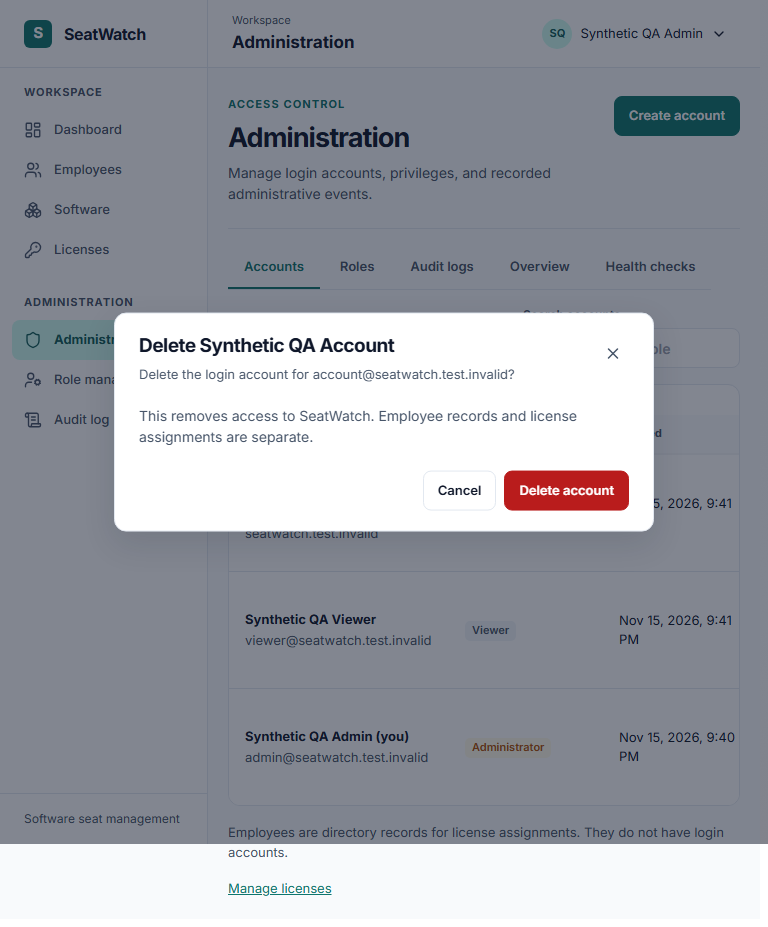 S
SeatWatch
Workspace
Administration
SQ
Synthetic QA Admin
WORKSPACE
Dashboard
Employees
Software
Licenses
ADMINISTRATION
Role
Audit log
Software seat management
ACCESS CONTROL
Administration
Create account
Manage login accounts, privileges, and recorded
administrative events.
Accounts
Roles
Audit logs
Overview
Health checks
Search accounts
Delete Synthetic QA Account
Delete the login account for account@seatwatch.test.invalid?
This removes access to SeatWatch. Employee records and license
assignments are separate.
Cancel
Delete account
15, 2026, 9:41
seatwatch.test.invalid
Synthetic QA Viewer
viewer@seatwatch.test.invalid
Viewer
Nov 15, 2026, 9:41
PM
Synthetic QA Admin (you)
admin@seatwatch.test.invalid
Administrator
Nov 15, 2026, 9:40
PM
Employees are directory records for license assignments. They do not have login
accounts.
Manage licenses